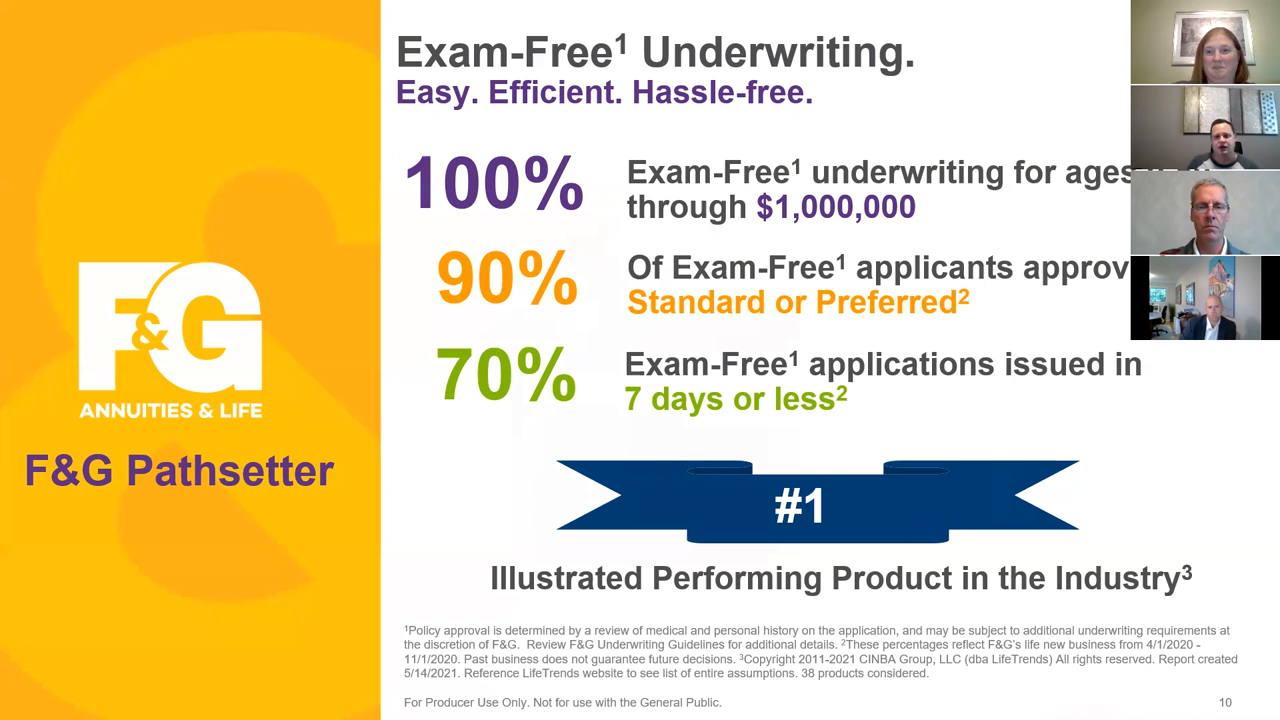 Exam-Free¹ Underwriting.
Easy. Efficient. Hassle-free.
100%
Exam-Free¹ underwriting for ages
through $1,000,000
90%
Of Exam-Free¹ applicants approv
Standard or Preferred²
70%
Exam-Free¹ applications issued in
7 days or less²
F&G
ANNUITIES & LIFE
F&G Pathsetter
#1
Illustrated Performing Product in the Industry³
¹Policy approval is determined by a review of medical and personal history on the application, and may be subject to additional underwriting requirements at
the discretion of F&G. Review F&G Underwriting Guidelines for additional details. ²These percentages reflect F&G's life new business from 4/1/2020 -
11/1/2020. Past business does not guarantee future decisions. ³Copyright 2011-2021 CINBA Group, LLC (dba LifeTrends) All rights reserved. Report created
5/14/2021. Reference LifeTrends website to see list of entire assumptions. 38 products considered.
For Producer Use Only. Not for use with the General Public.
10